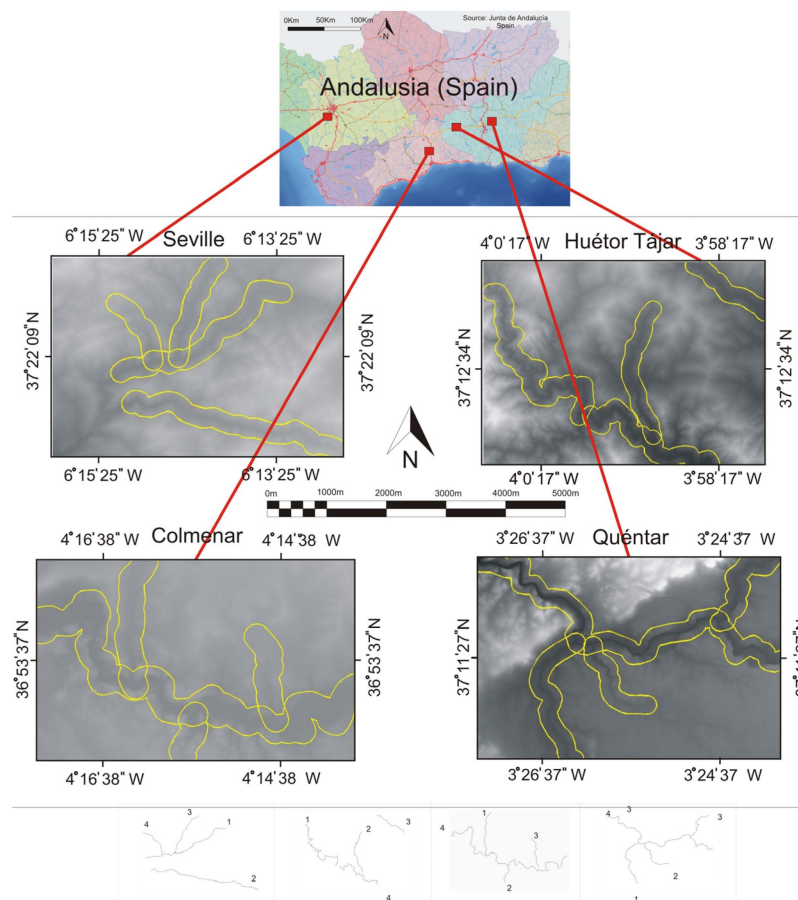 0Km 50Km 100Km
N
Source: Junta de Andalucía
Spain
Andalusia (Spain)
6°15'25" W Seville 6°13'25" W
37°22'09"N
37°22'09"N
6°15'25" W 6°13'25" W
4°0'17"W Huétor Tájar 3°58'17"W
37°12'34"N
37°12'34"N
4°0'17"W 3°58'17"W
N
0m 1000m 2000m 3000m 4000m 5000m
4°16'38" W Colmenar 4°14'38 W
36°53'37"N
36°53'37"N
4°16'38" W 4°14'38 W
3°26'37" W Quéntar 3°24'37 W
37°11'27"N
3°26'37" W 3°24'37 W
4 3 1 2
1 2 3 4
4 1 3 2
4 3 3 2 1